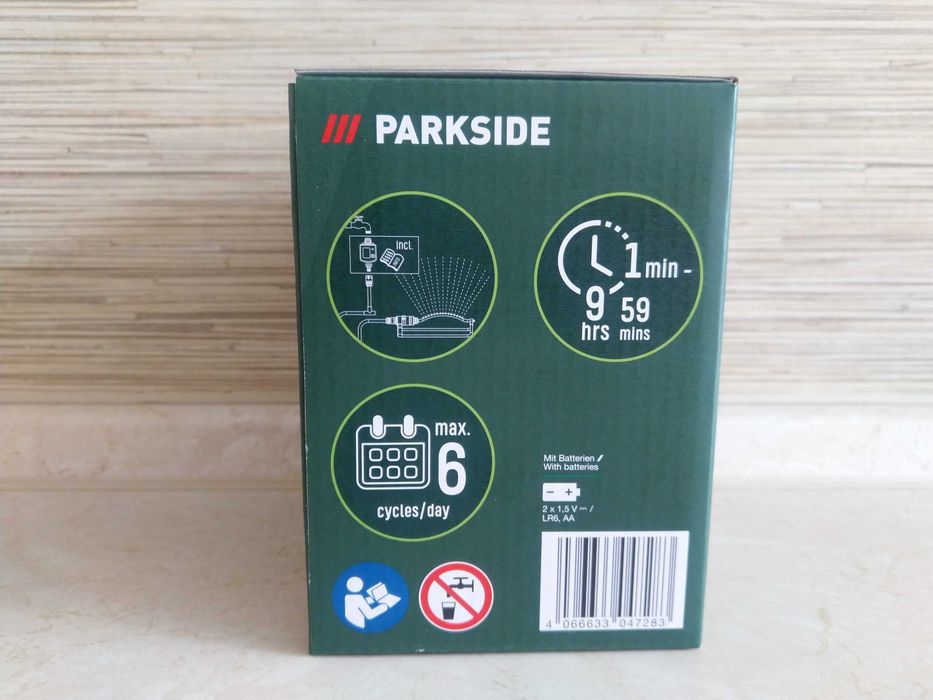 PARKSIDE
Incl.
INFO
1 min -
9 59
hrs mins
max.
6
cycles/day
Mit Batterien /
With batteries
- +
2 x 1,5 V ⎓ /
LR6, AA
4 066633 047283